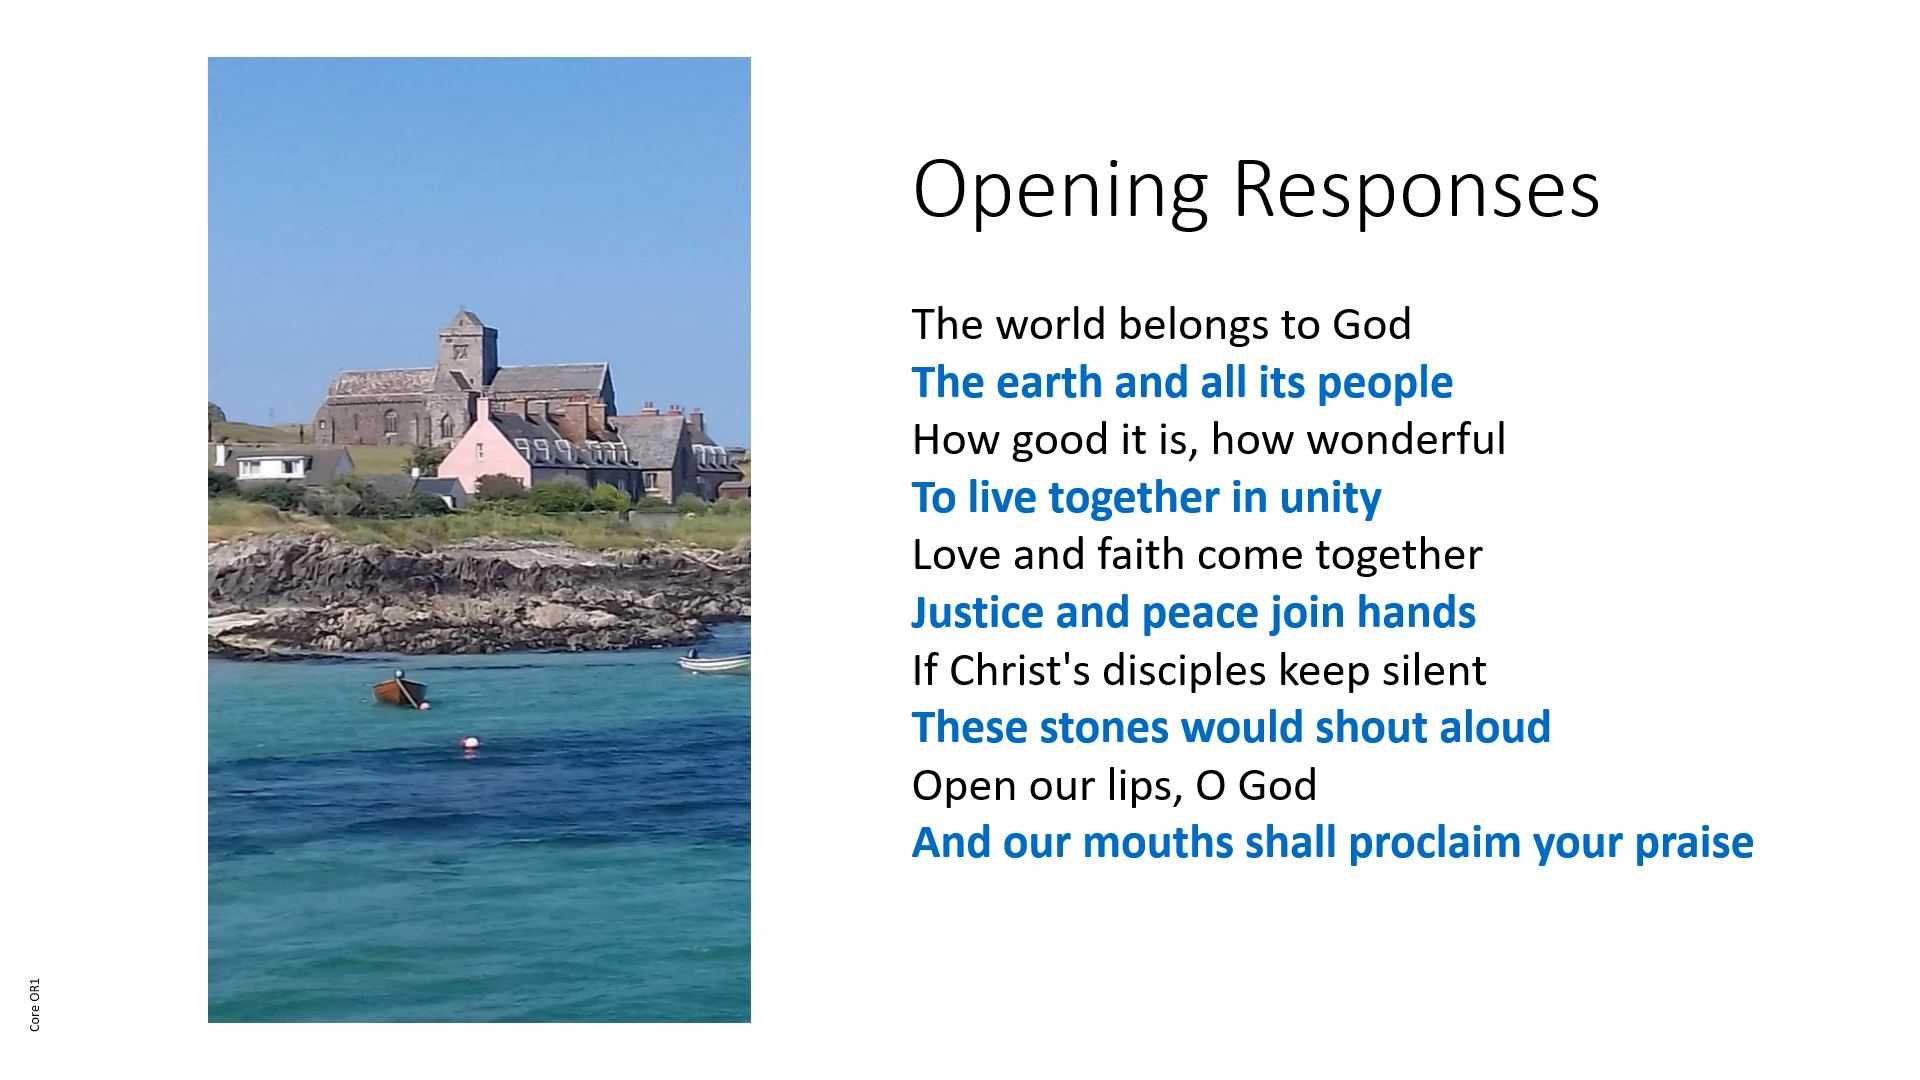 Opening Responses
The world belongs to God
The earth and all its people
How good it is, how wonderful
To live together in unity
Love and faith come together
Justice and peace join hands
If Christ's disciples keep silent
These stones would shout aloud
Open our lips, O God
And our mouths shall proclaim your praise
Core OR1